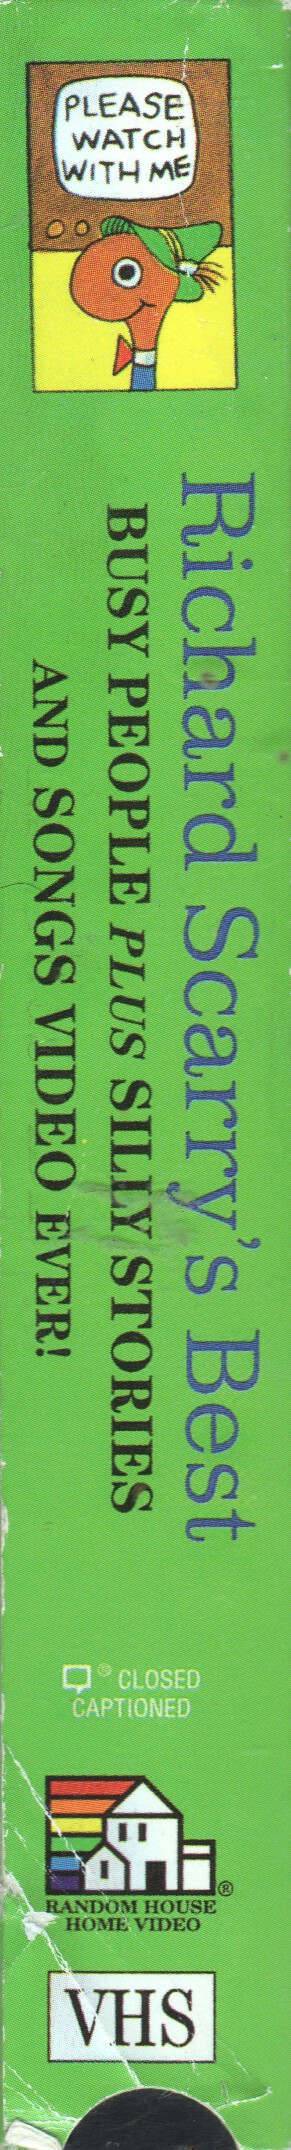 PLEASE
WATCH
WITH ME
Richard Scarry's Best
BUSY PEOPLE PLUS SILLY STORIES
AND SONGS VIDEO EVER!
® CLOSED
CAPTIONED
®
RANDOM HOUSE
HOME VIDEO
VHS